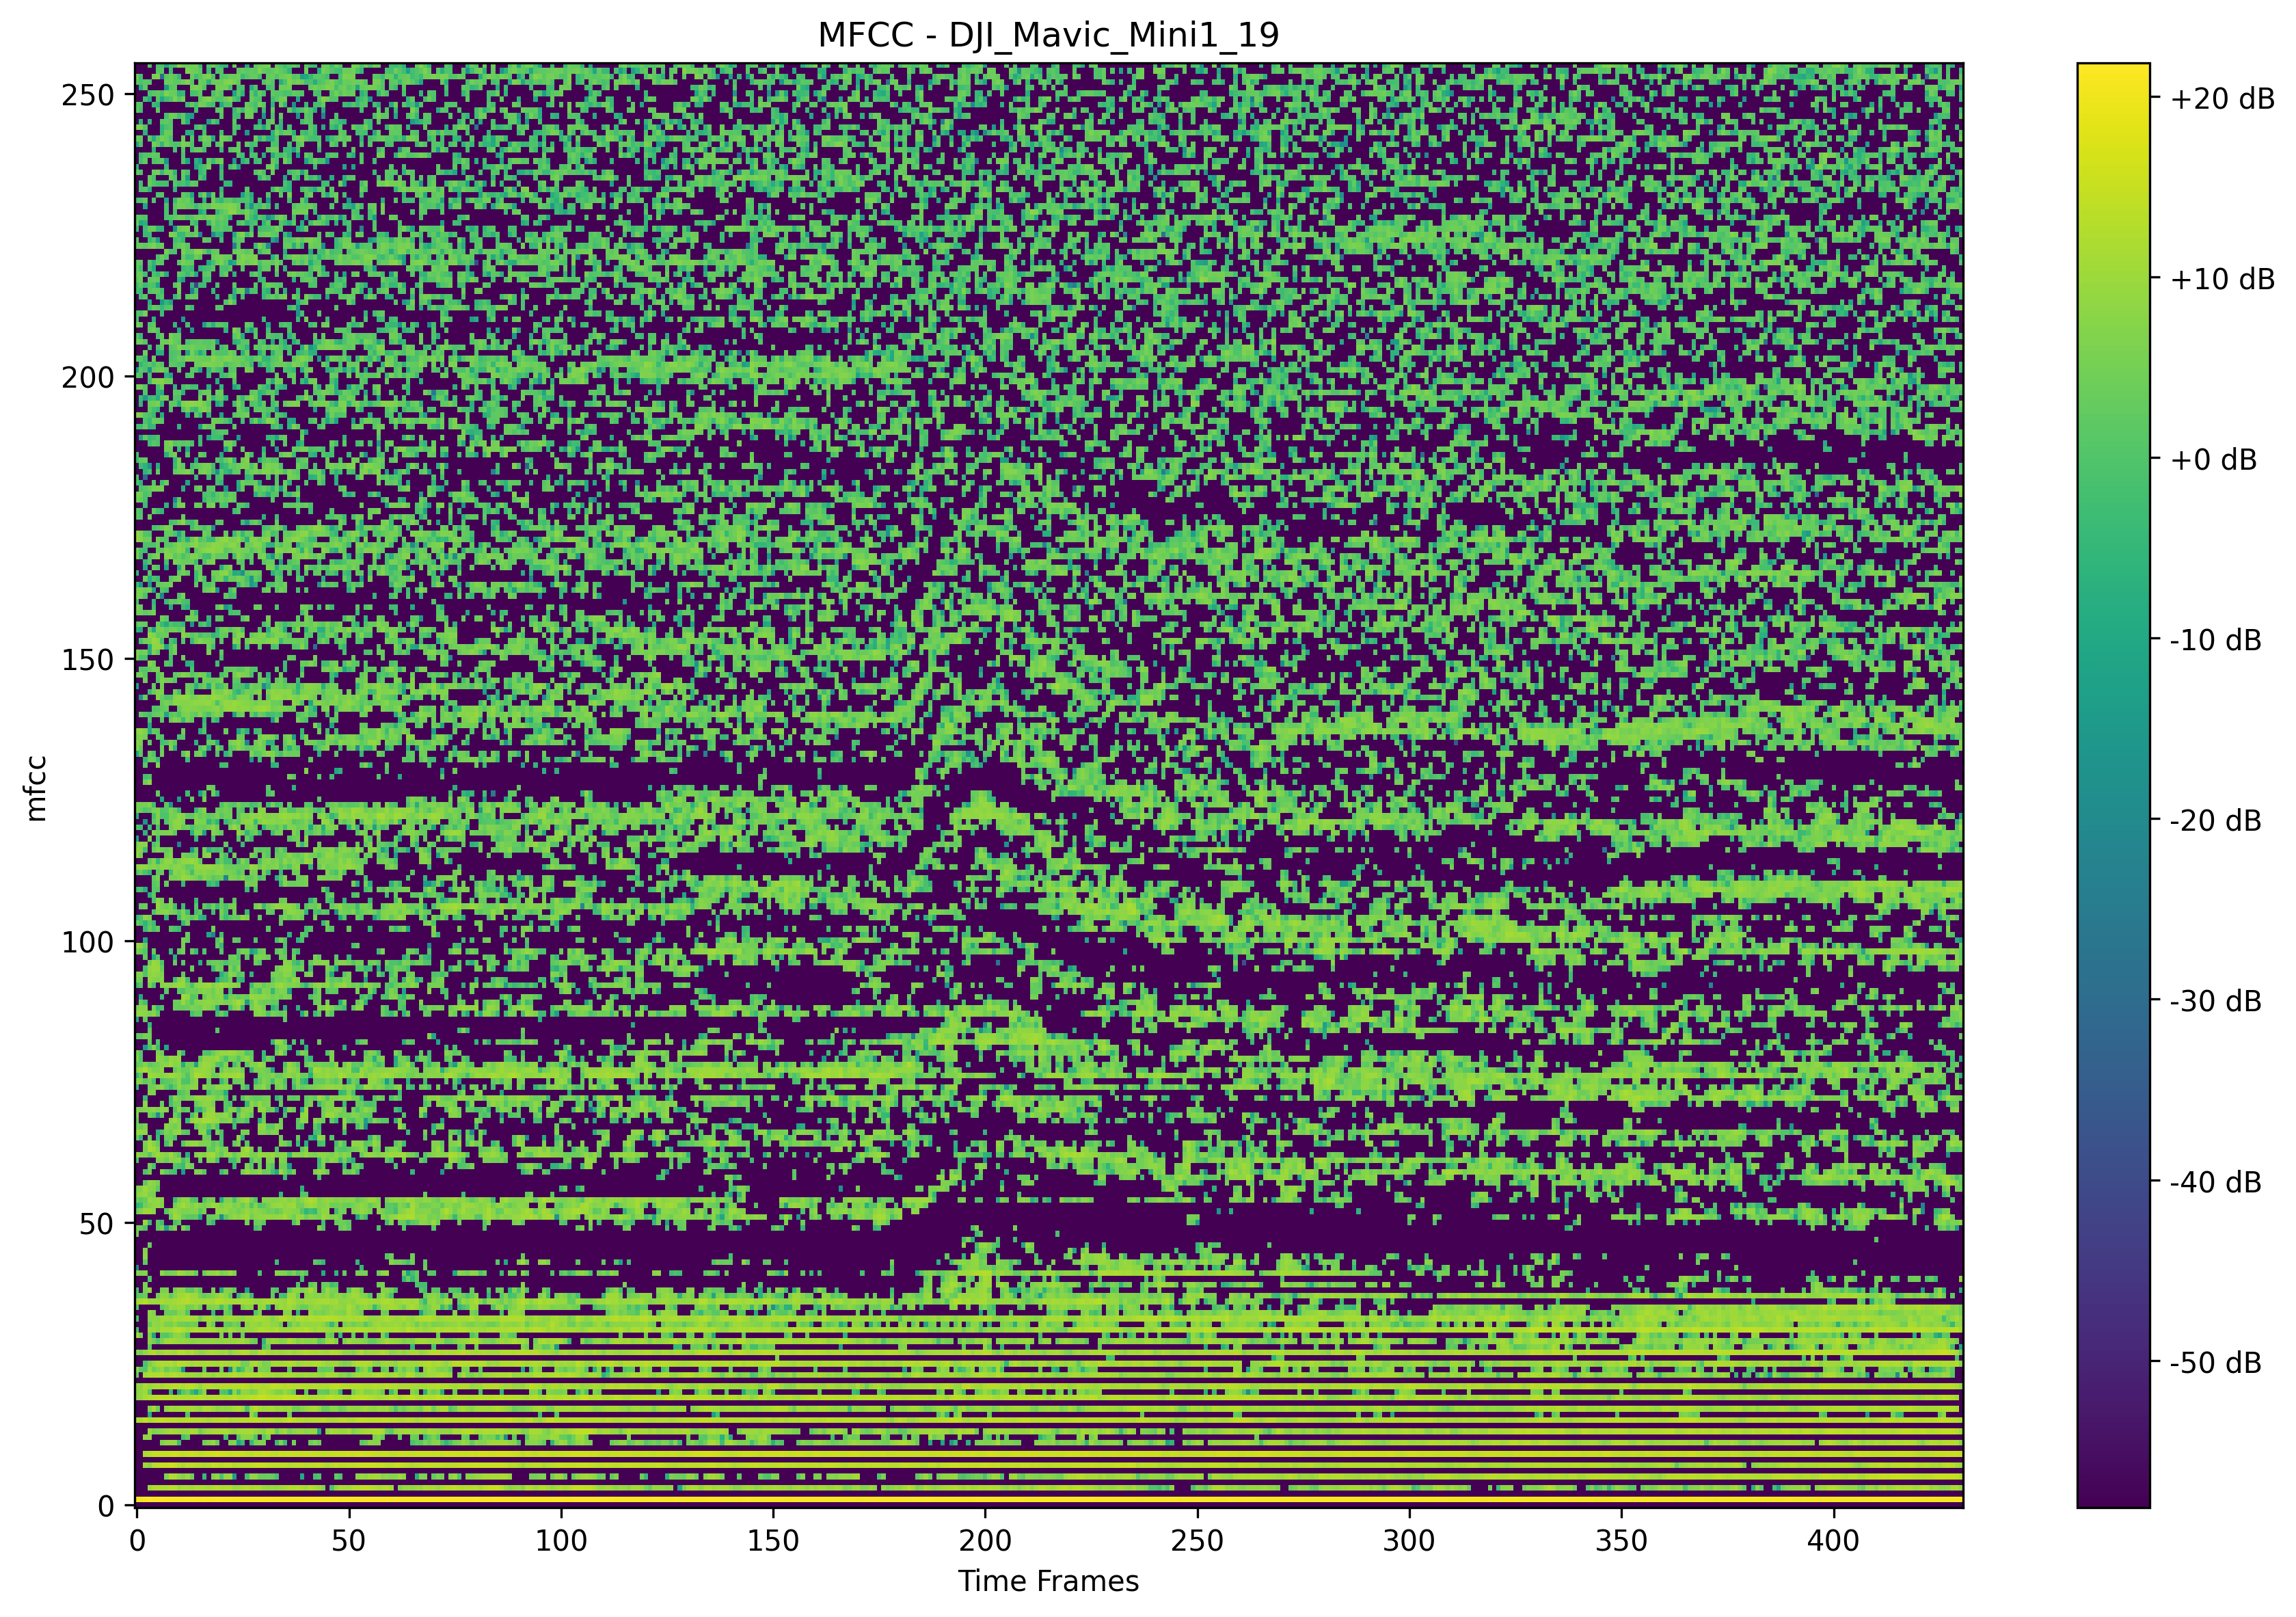 MFCC - DJI_Mavic_Mini1_19
250
200
150
100
50
0
mfcc
0 50 100 150 200 250 300 350 400
Time Frames
+20 dB
+10 dB
+0 dB
-10 dB
-20 dB
-30 dB
-40 dB
-50 dB